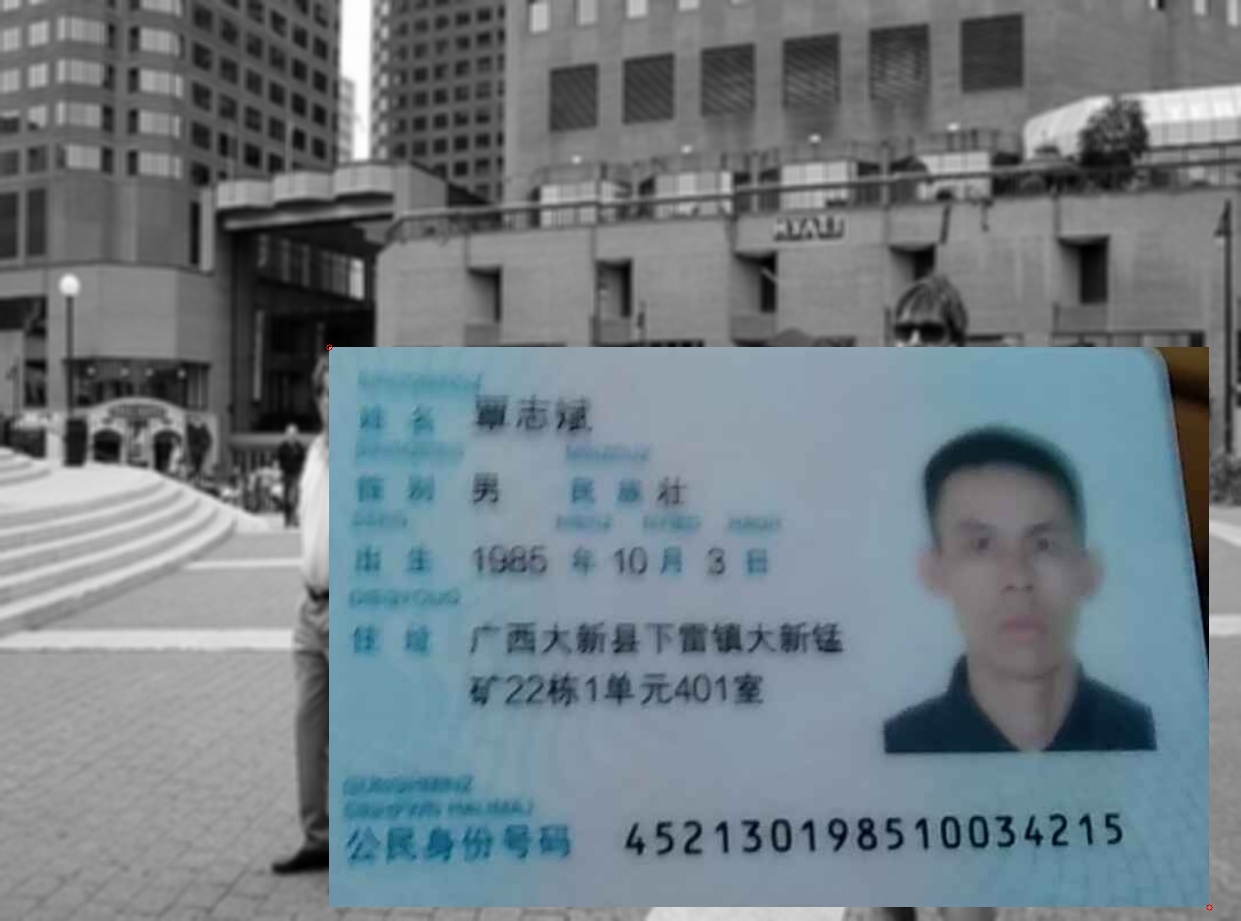 HYATT
姓名 覃志斌
性别 男 民族 壮
出生 1985 年 10 月 3 日
住址 广西大新县下雷镇大新锰
矿22栋1单元401室
公民身份号码 452130198510034215